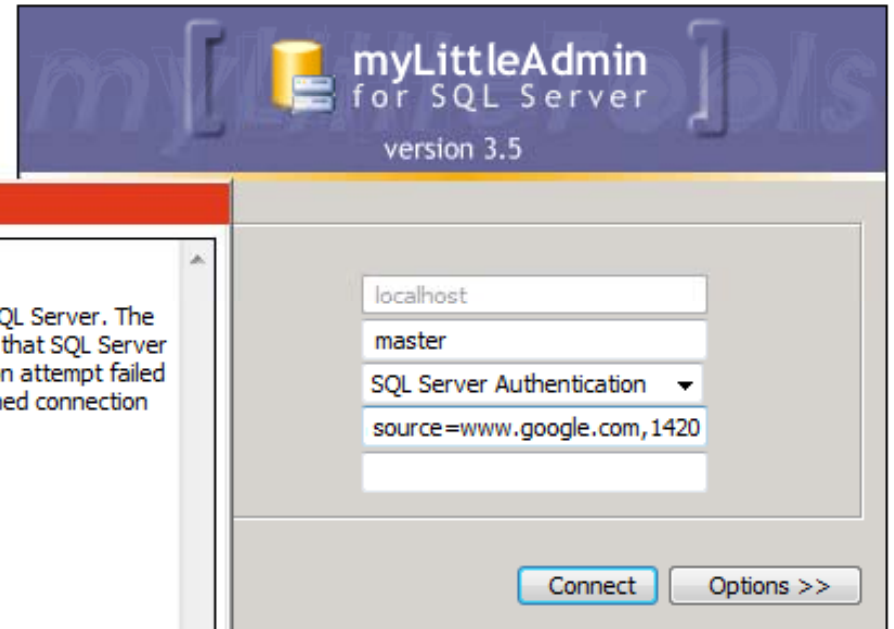 myLittleTools
myLittleAdmin
for SQL Server
version 3.5
QL Server. The
that SQL Server
n attempt failed
ned connection
localhost
master
SQL Server Authentication
source=www.google.com,1420
Connect
Options >>